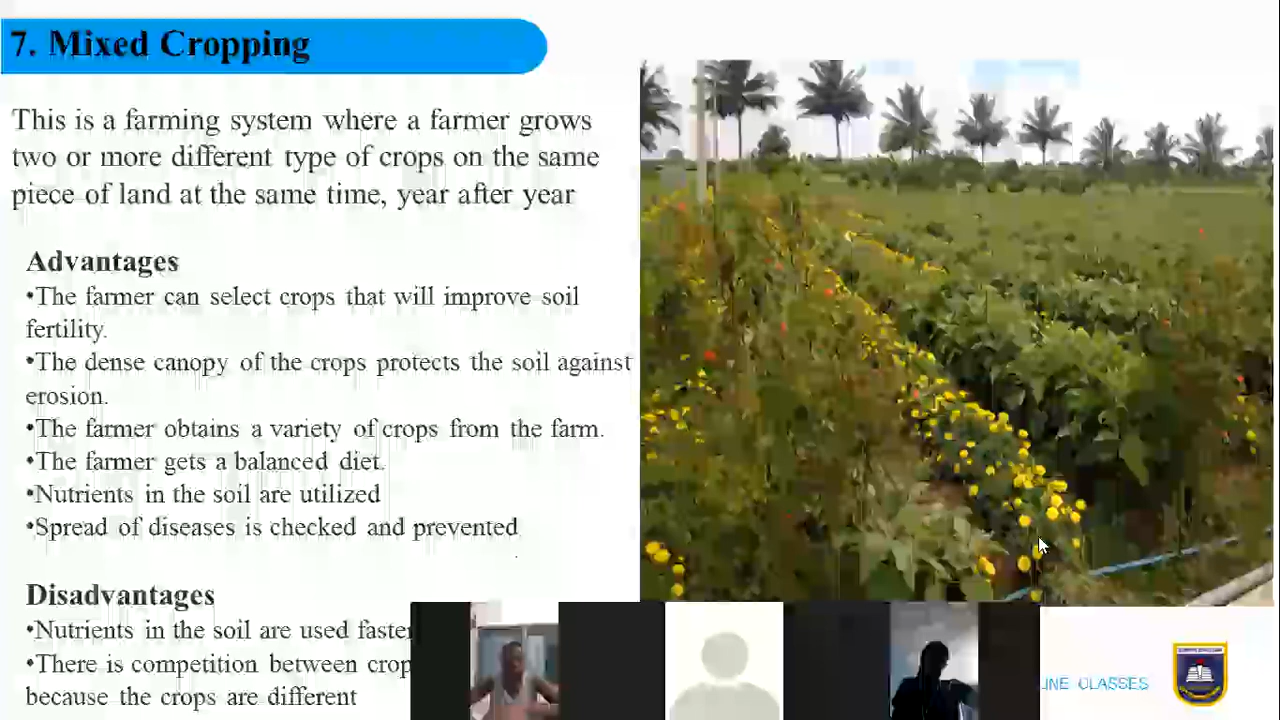 7. Mixed Cropping
This is a farming system where a farmer grows
two or more different type of crops on the same
piece of land at the same time, year after year
Advantages
•The farmer can select crops that will improve soil
fertility.
•The dense canopy of the crops protects the soil against
erosion.
•The farmer obtains a variety of crops from the farm.
•The farmer gets a balanced diet.
•Nutrients in the soil are utilized
•Spread of diseases is checked and prevented
Disadvantages
•Nutrients in the soil are used faster
•There is competition between crop
because the crops are different
INE CLASSES